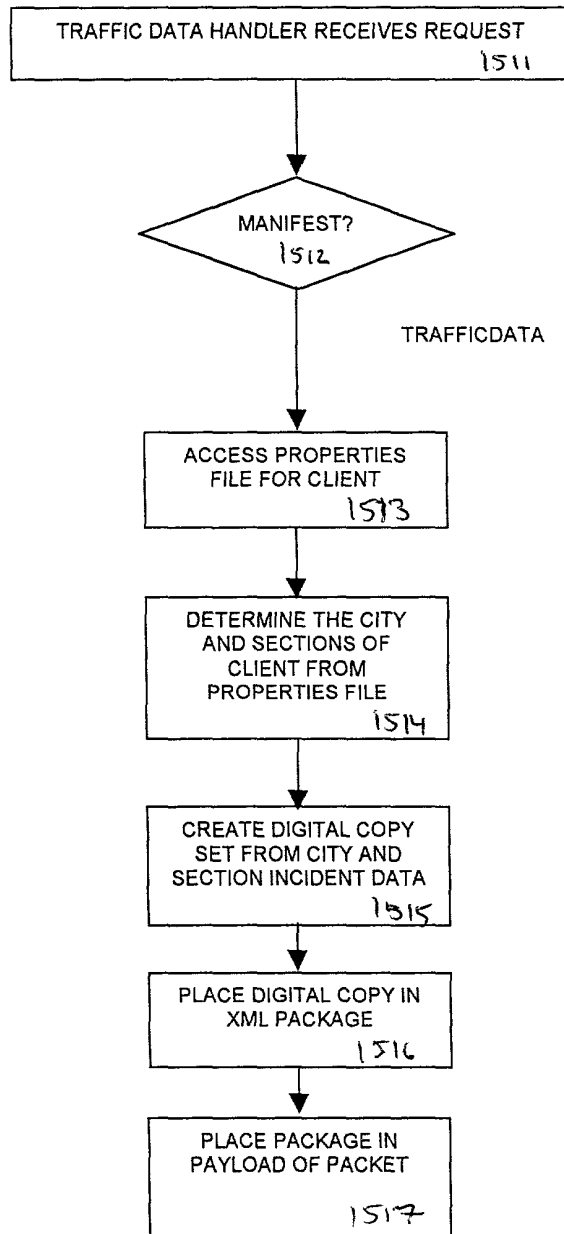 TRAFFIC DATA HANDLER RECEIVES REQUEST
1511
MANIFEST?
1512
TRAFFICDATA
ACCESS PROPERTIES
FILE FOR CLIENT
1513
DETERMINE THE CITY
AND SECTIONS OF
CLIENT FROM
PROPERTIES FILE
1514
CREATE DIGITAL COPY
SET FROM CITY AND
SECTION INCIDENT DATA
1515
PLACE DIGITAL COPY IN
XML PACKAGE
1516
PLACE PACKAGE IN
PAYLOAD OF PACKET
1517